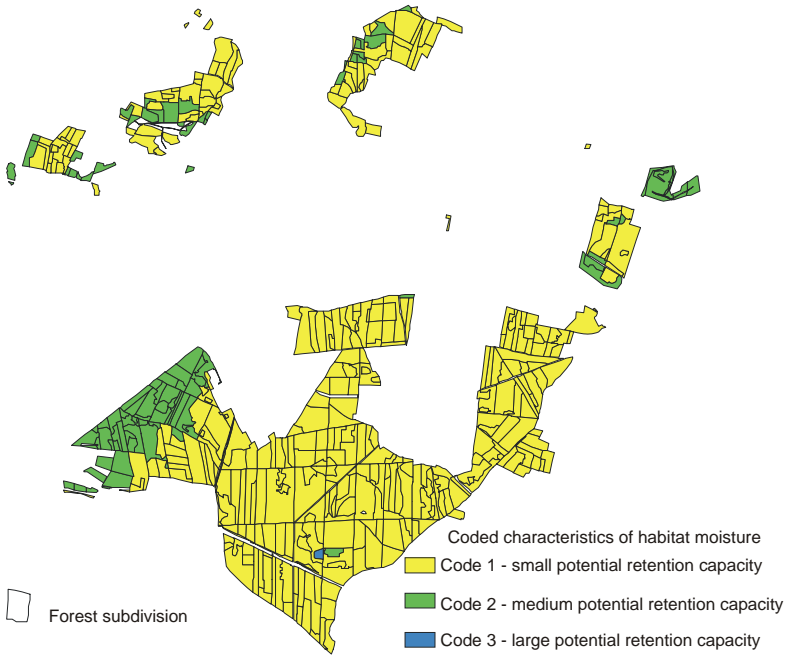 Coded characteristics of habitat moisture
Code 1 - small potential retention capacity
Code 2 - medium potential retention capacity
Code 3 - large potential retention capacity
Forest subdivision